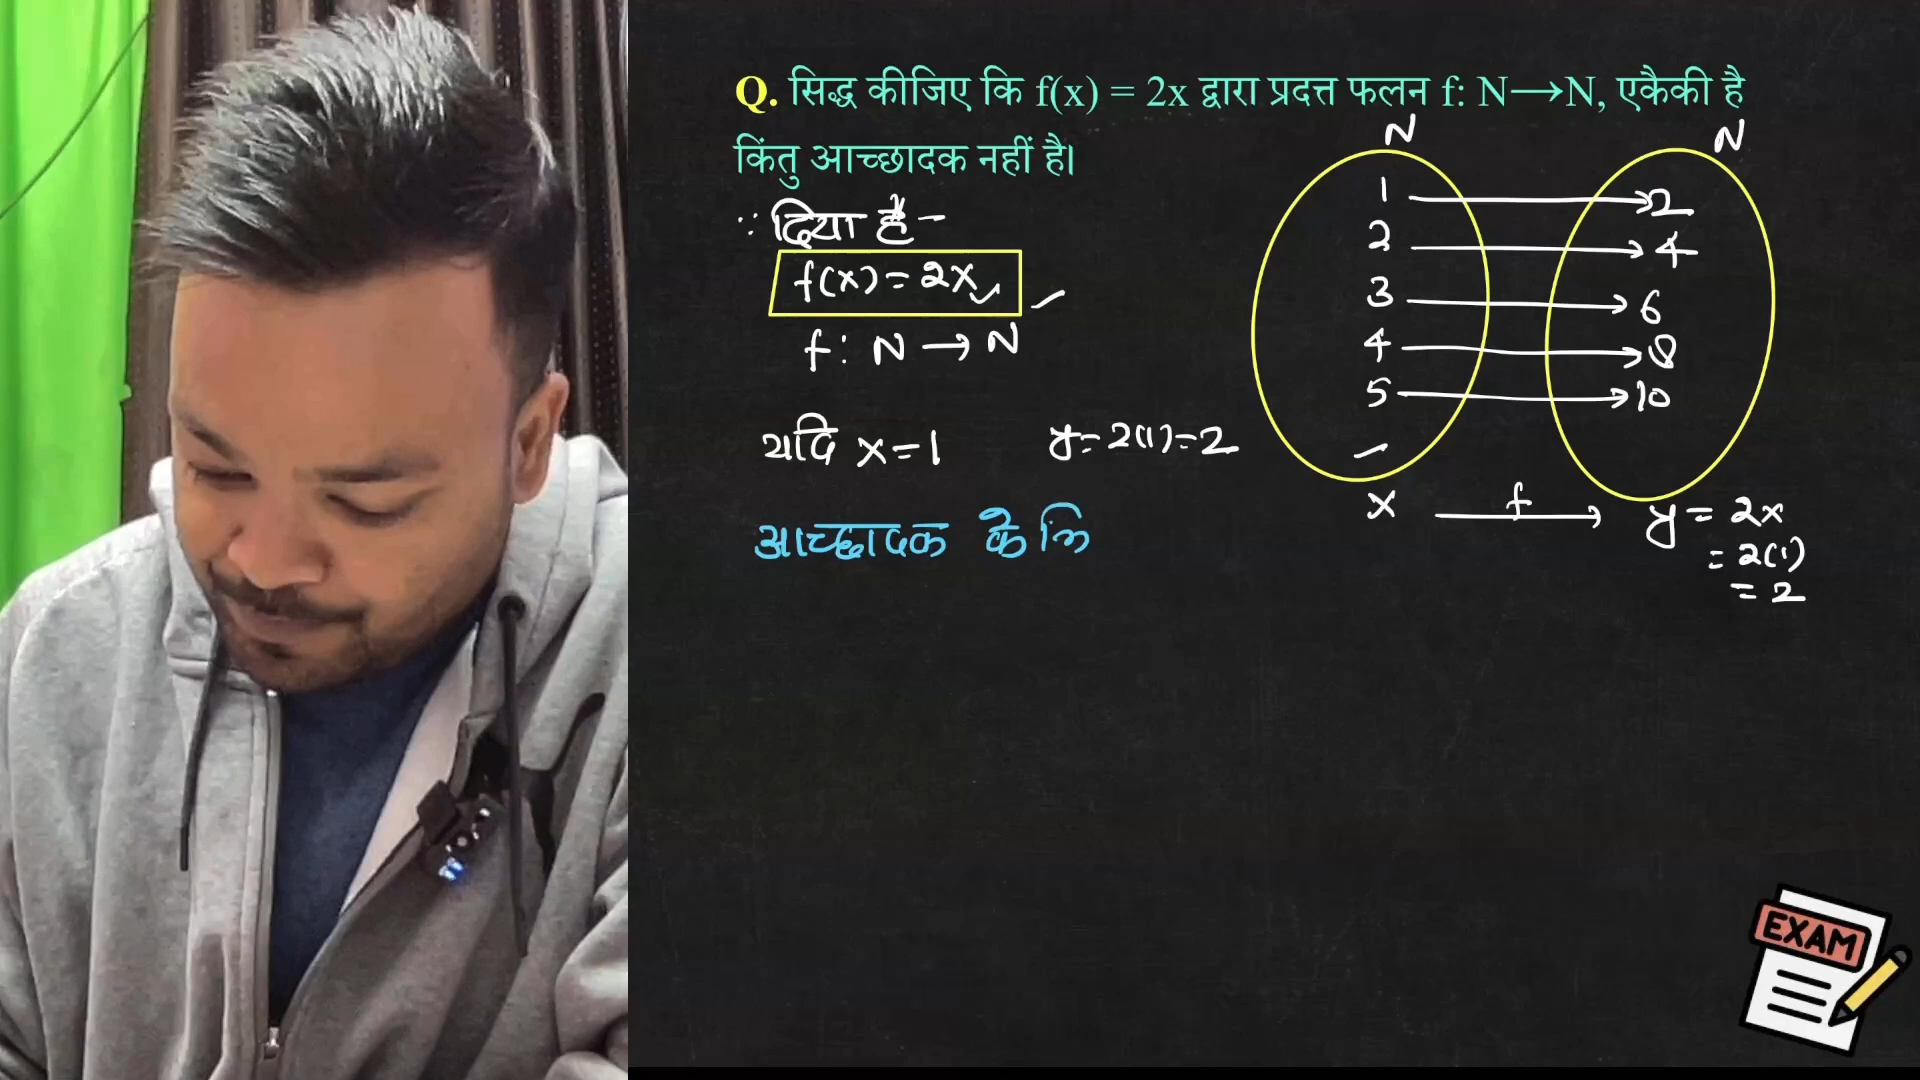 Q. सिद्ध कीजिए कि f(x) = 2x द्वारा प्रदत्त फलन f: N⟶N, एकैकी है
किंतु आच्छादक नहीं है।
∵ दिया है -
f(x) = 2x
f: N → N
यदि x = 1 y = 2(1) = 2
आच्छादक के लि
N N
1 → 2
2 → 4
3 → 6
4 → 8
5 → 10
x f → y = 2x
= 2(1)
= 2
EXAM